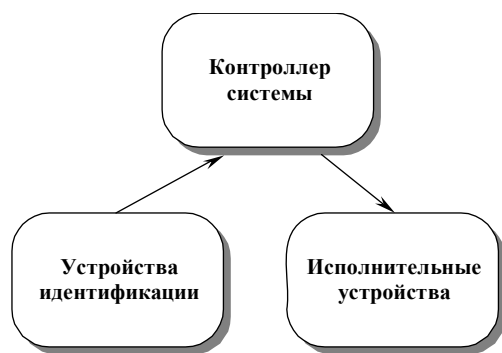 Контроллер
системы
Устройства
идентификации
Исполнительные
устройства